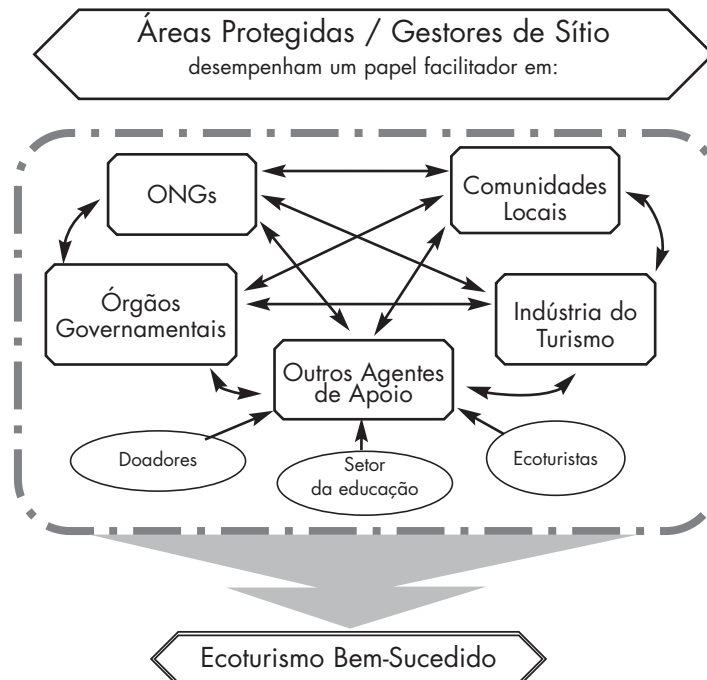 Áreas Protegidas / Gestores de Sítio
desempenham um papel facilitador em:
ONGs
Comunidades
Locais
Órgãos
Governamentais
Indústria do
Turismo
Outros Agentes
de Apoio
Doadores
Setor
da educação
Ecoturistas
Ecoturismo Bem-Sucedido